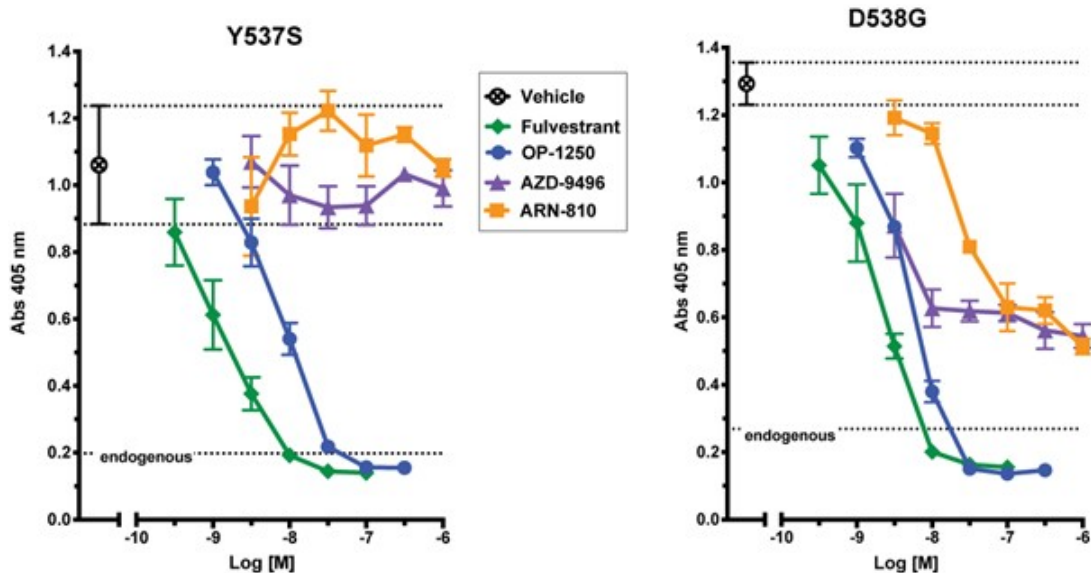 Y537S
1.4
1.2
1.0
0.8
0.6
0.4
0.2
0.0
Abs 405 nm
endogenous
-10
-9
-8
-7
-6
Log [M]
Vehicle
Fulvestrant
OP-1250
AZD-9496
ARN-810
D538G
1.4
1.2
1.0
0.8
0.6
0.4
0.2
0.0
Abs 405 nm
endogenous
-10
-9
-8
-7
-6
Log [M]